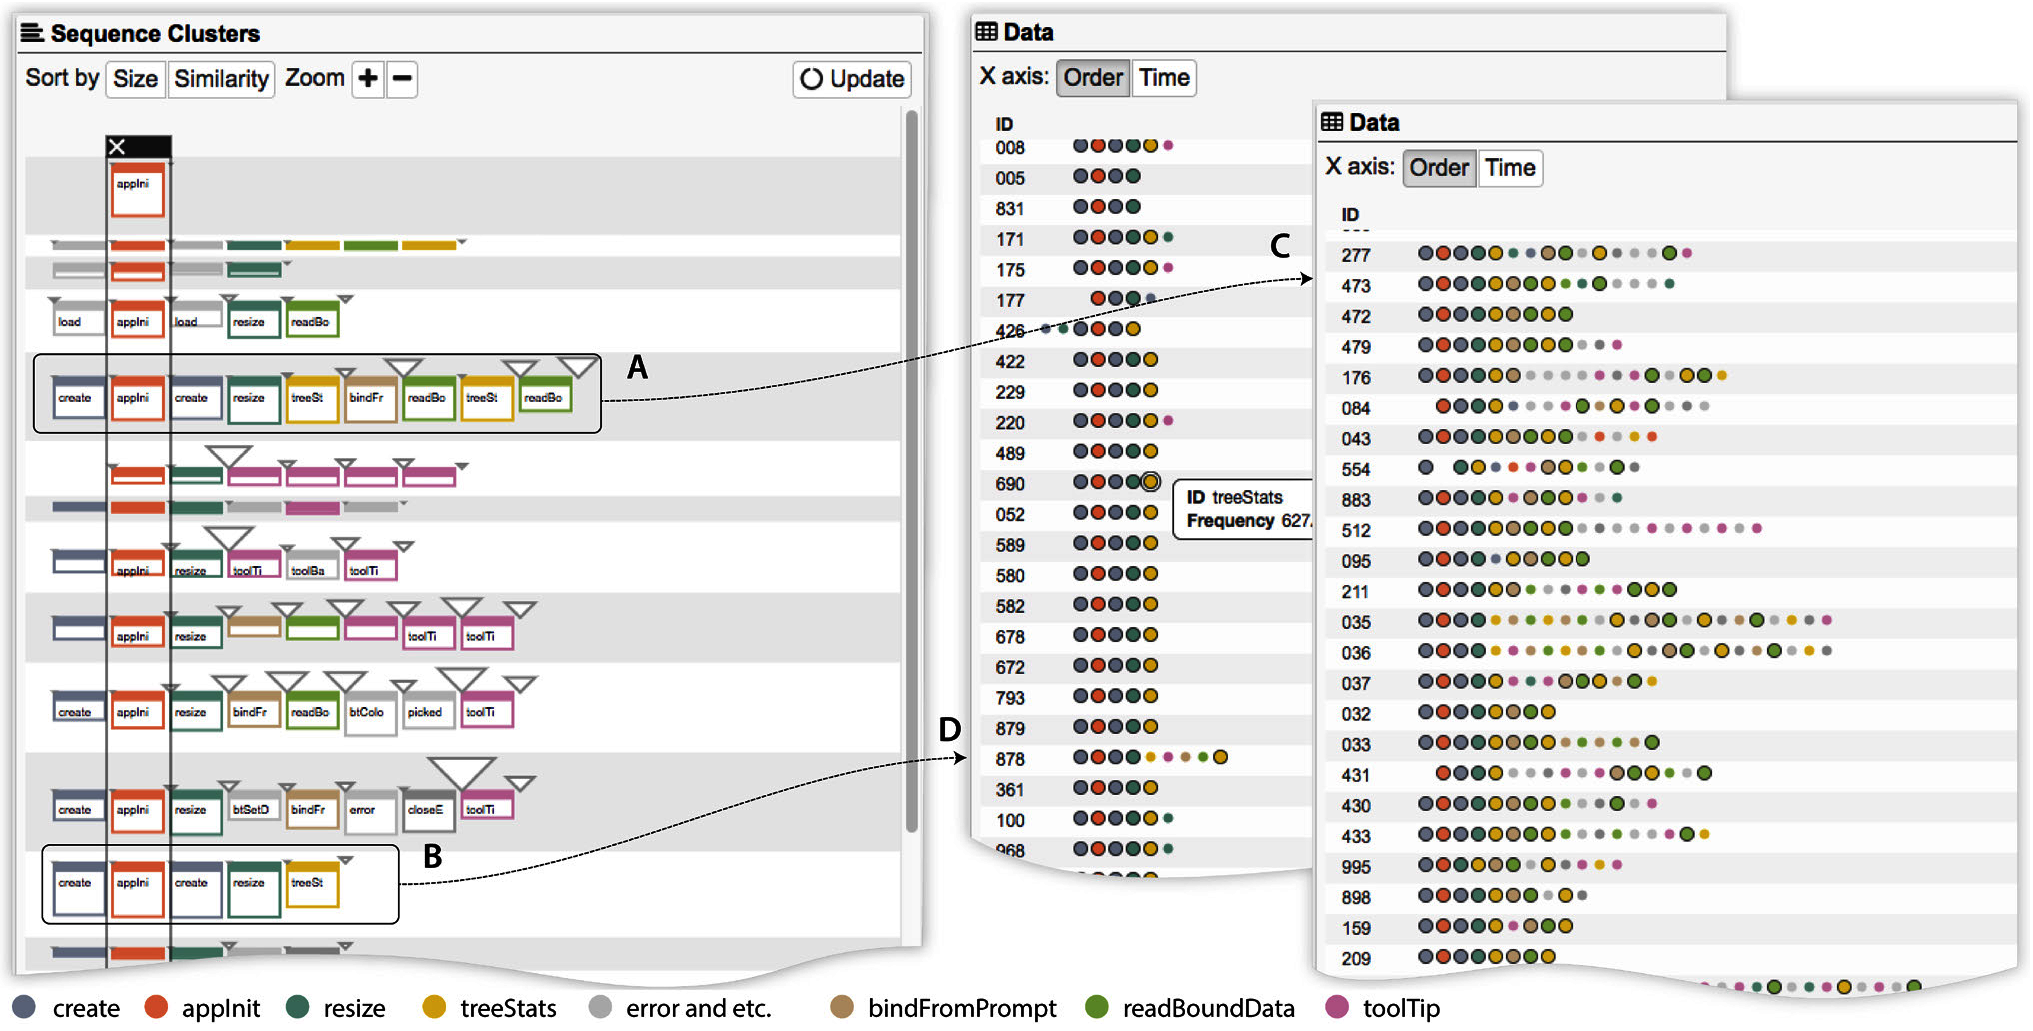 Sequence Clusters
Sort by Size Similarity Zoom + − Update
X
appIni
load appIni load resize readBo
A
create appIni create resize treeSt bindFr readBo treeSt readBo
appIni resize toolTi toolBa toolTi
appIni resize toolTi toolTi
create appIni resize bindFr readBo btColo picked toolTi
create appIni resize btSetD bindFr error closeE toolTi
B
create appIni create resize treeSt
Data
X axis: Order Time
ID
008
005
831
171
175
177
426
422
229
220
489
690
052
589
580
582
678
672
793
879
878
361
100
968
ID treeStats
Frequency 627.
C
D
Data
X axis: Order Time
ID
277
473
472
479
176
084
043
554
883
512
095
211
035
036
037
032
033
431
430
433
995
898
159
209
create appInit resize treeStats error and etc. bindFromPrompt readBoundData toolTip